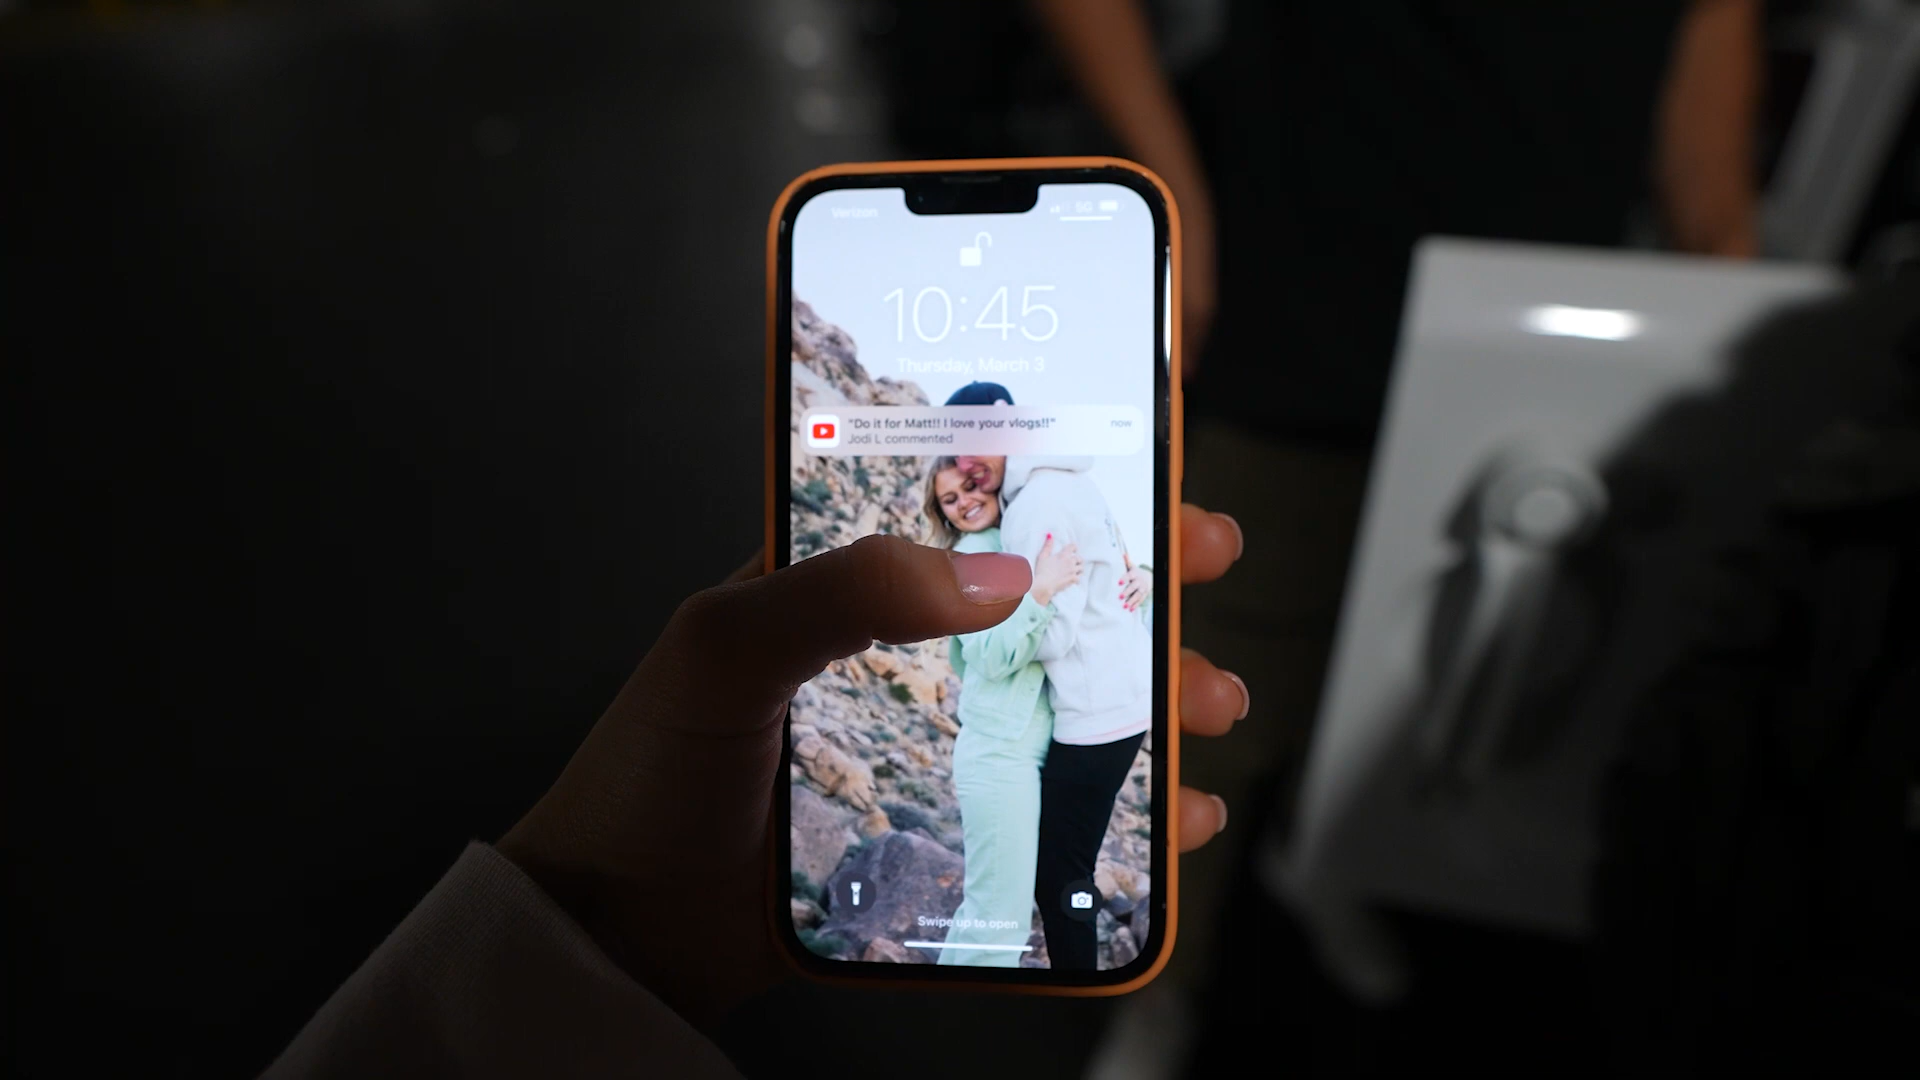 Verizon
5G
10:45
Thursday, March 3
"Do it for Matt!! I love your vlogs!!"
now
Jodi L commented
Swipe up to open